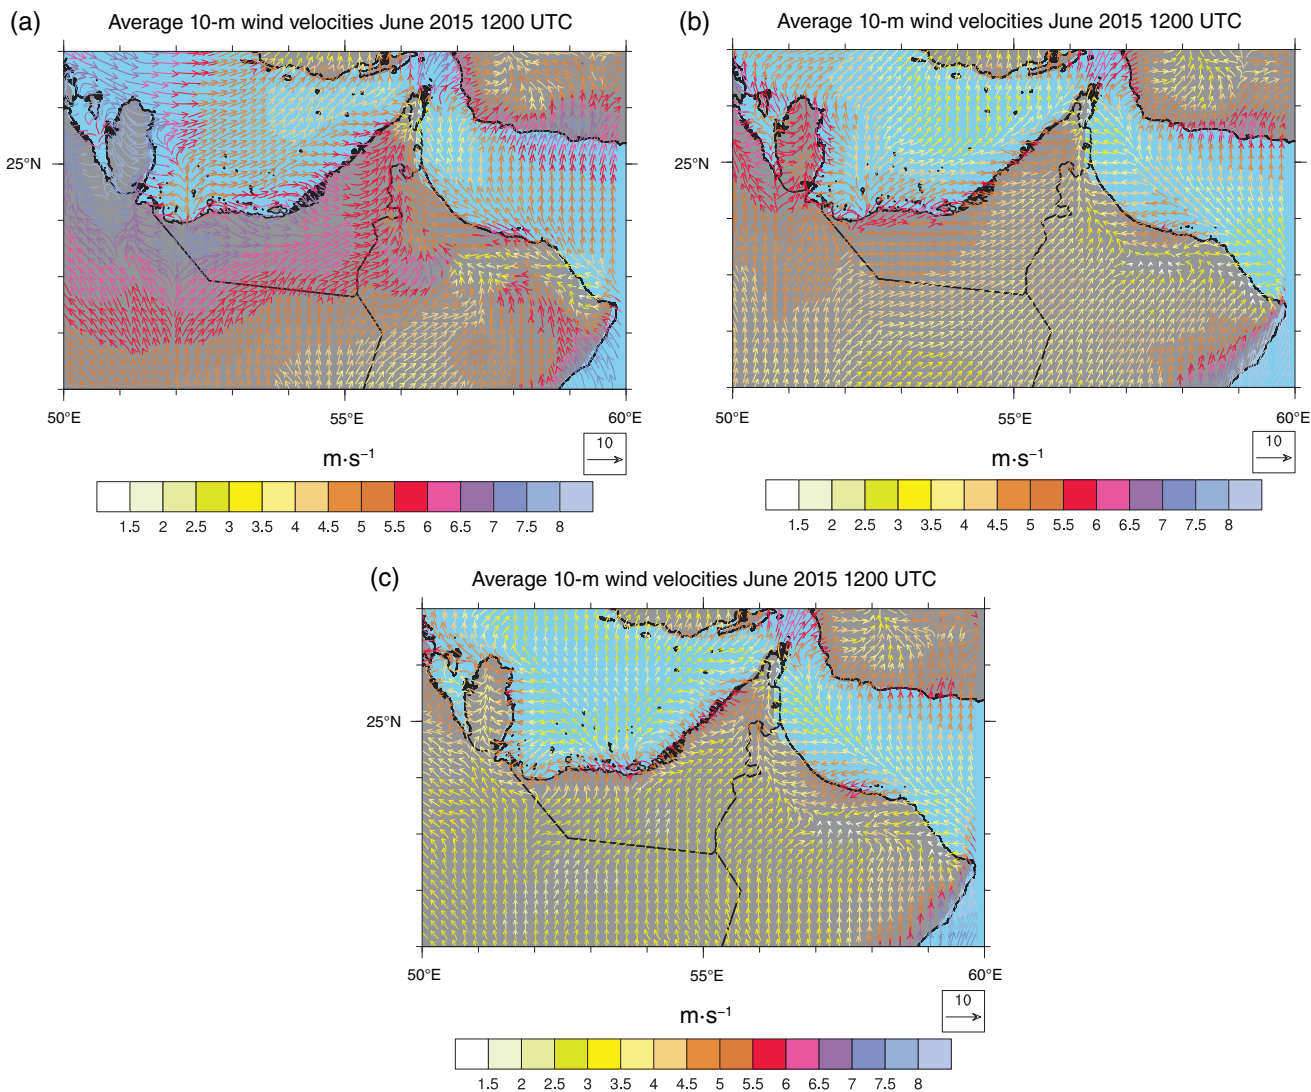 (a) Average 10-m wind velocities June 2015 1200 UTC
25°N
50°E 55°E 60°E
10
m·s⁻¹
1.5 2 2.5 3 3.5 4 4.5 5 5.5 6 6.5 7 7.5 8
(b) Average 10-m wind velocities June 2015 1200 UTC
25°N
50°E 55°E 60°E
10
m·s⁻¹
1.5 2 2.5 3 3.5 4 4.5 5 5.5 6 6.5 7 7.5 8
(c) Average 10-m wind velocities June 2015 1200 UTC
25°N
50°E 55°E 60°E
10
m·s⁻¹
1.5 2 2.5 3 3.5 4 4.5 5 5.5 6 6.5 7 7.5 8